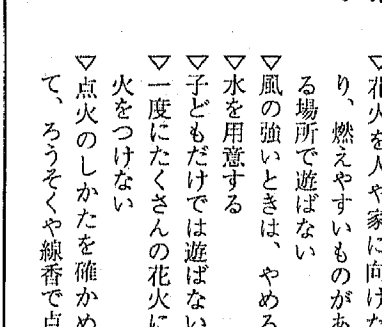 ▽花火を人や家に向けな
り、燃えやすいものがあ
る場所で遊ばない
▽風の強いときは、やめる
水を用意する
▽子どもだけでは遊ばない
▽一度にたくさんの花火に
火をつけない
▽点火のしかたを確かめ
て、ろうそくや線香で点